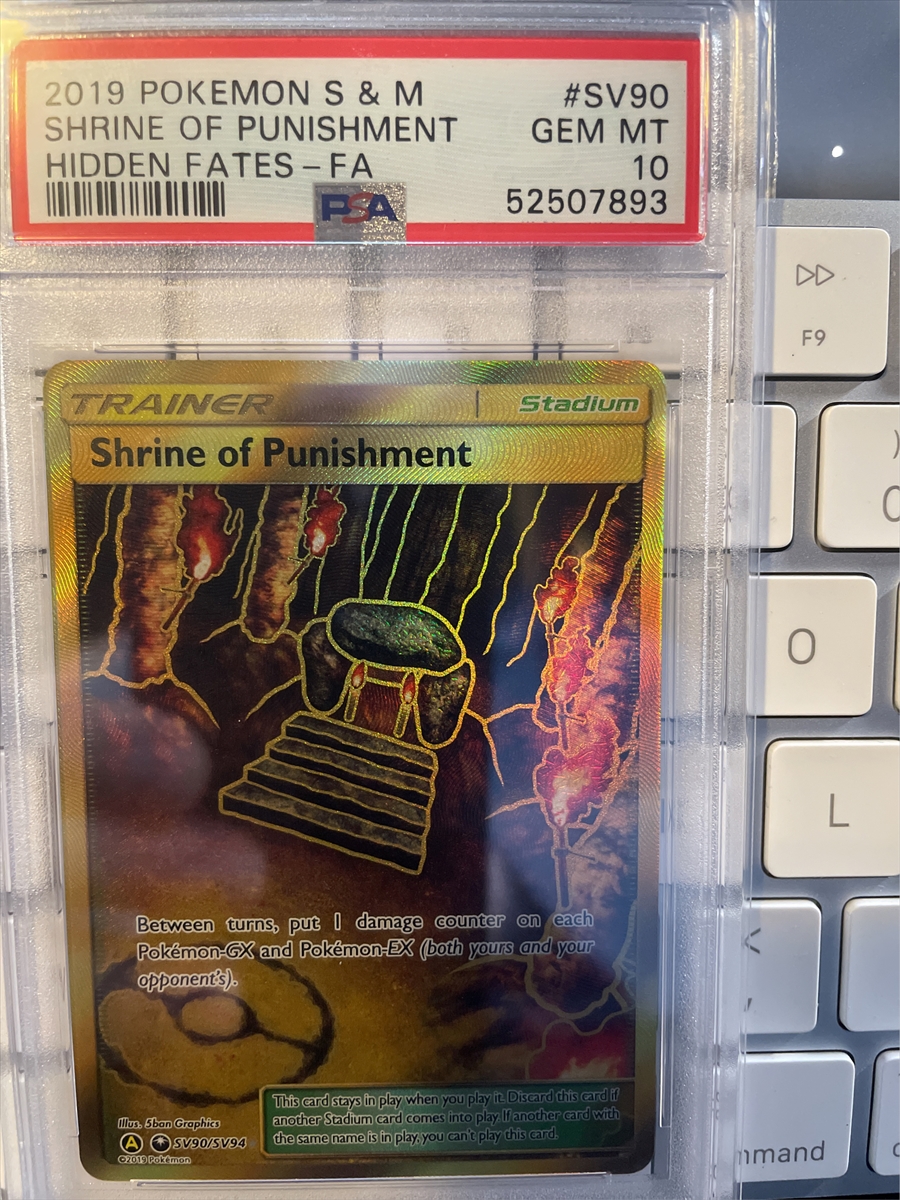 2019 POKEMON S & M #SV90
SHRINE OF PUNISHMENT GEM MT
HIDDEN FATES – FA 10
PSA 52507893
F9
TRAINER Stadium
Shrine of Punishment
O
L
Between turns, put 1 damage counter on each
Pokémon-GX and Pokémon-EX (both yours and your
opponent's).
This card stays in play when you play it. Discard this card if
another Stadium card comes into play. If another card with
the same name is in play, you can't play this card.
Illus. 5ban Graphics
A SV90/SV94
©2019 Pokémon
mmand